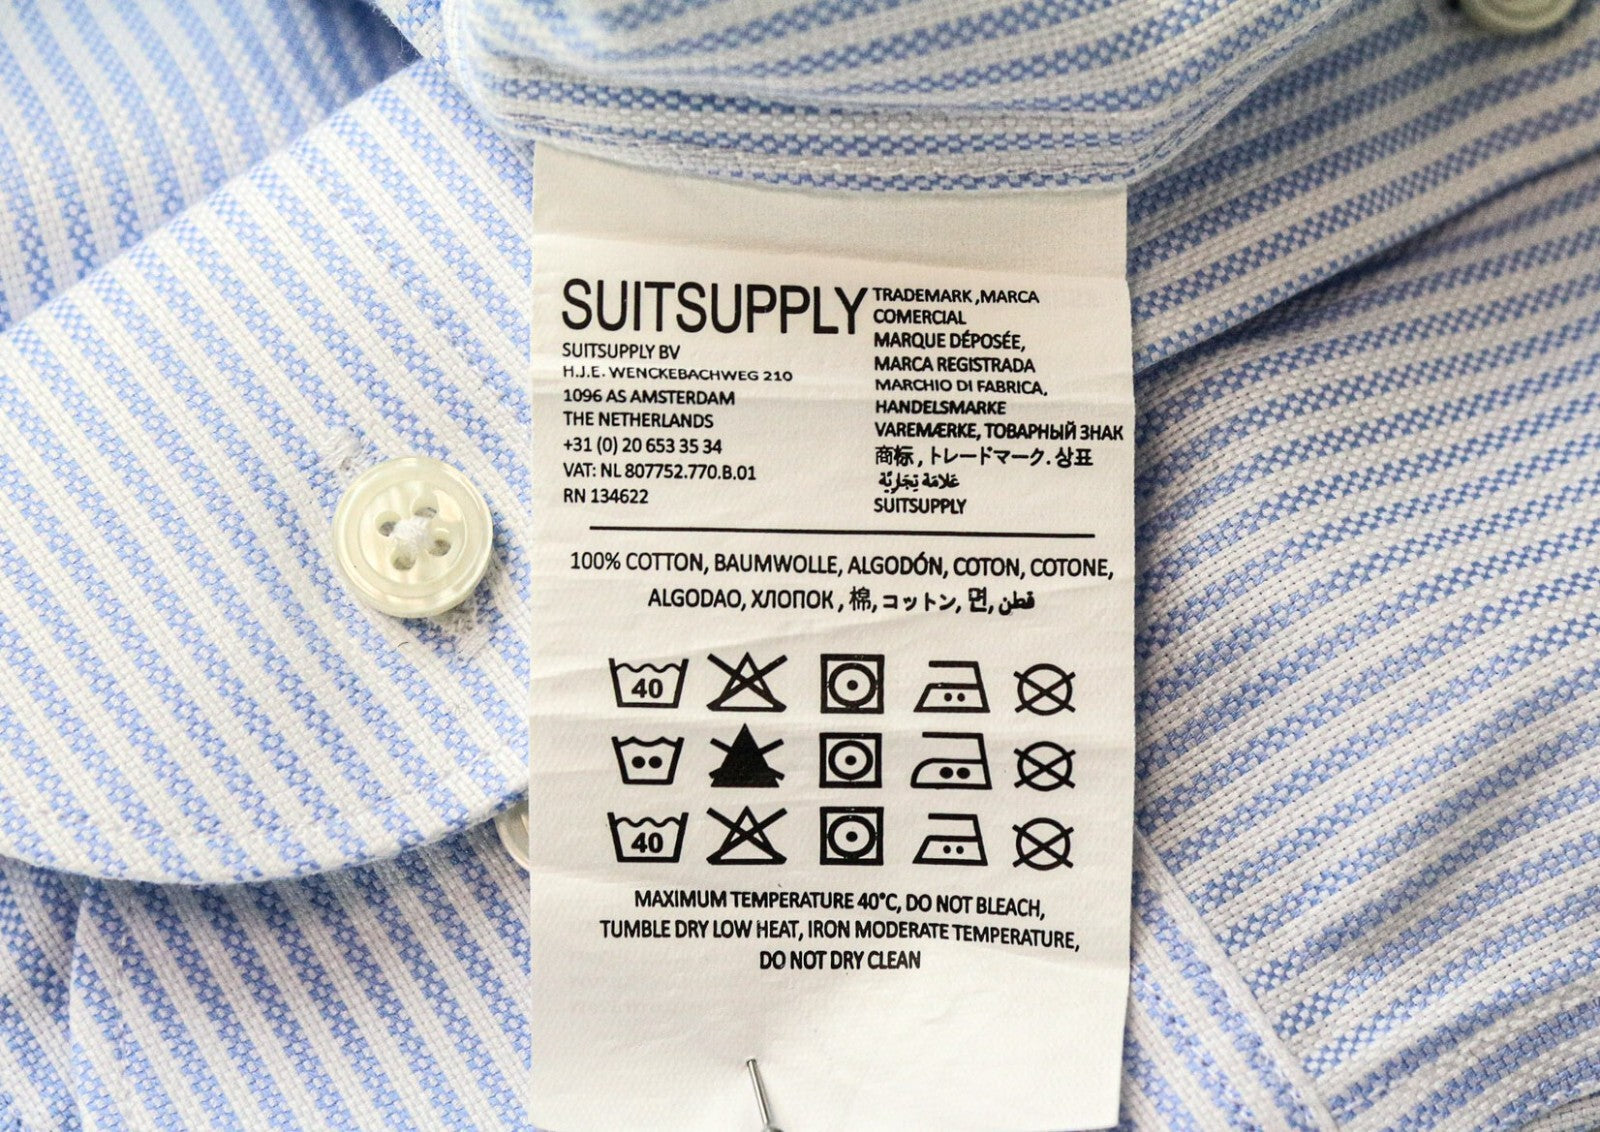 SUITSUPPLY
SUITSUPPLY BV
H.J.E. WENCKEBACHWEG 210
1096 AS AMSTERDAM
THE NETHERLANDS
+31 (0) 20 653 35 34
VAT: NL 807752.770.B.01
RN 134622
TRADEMARK ,MARCA
COMERCIAL
MARQUE DÉPOSÉE,
MARCA REGISTRADA
MARCHIO DI FABRICA,
HANDELSMARKE
VAREMÆRKE, ТОВАРНЫЙ ЗНАК
商标 , トレードマーク. 상표
عَلامَة تِجَارِيَّة
SUITSUPPLY
100% COTTON, BAUMWOLLE, ALGODÓN, COTON, COTONE,
ALGODAO, ХЛОПОК , 棉, コットン, 면, قطن
40
40
MAXIMUM TEMPERATURE 40°C, DO NOT BLEACH,
TUMBLE DRY LOW HEAT, IRON MODERATE TEMPERATURE,
DO NOT DRY CLEAN